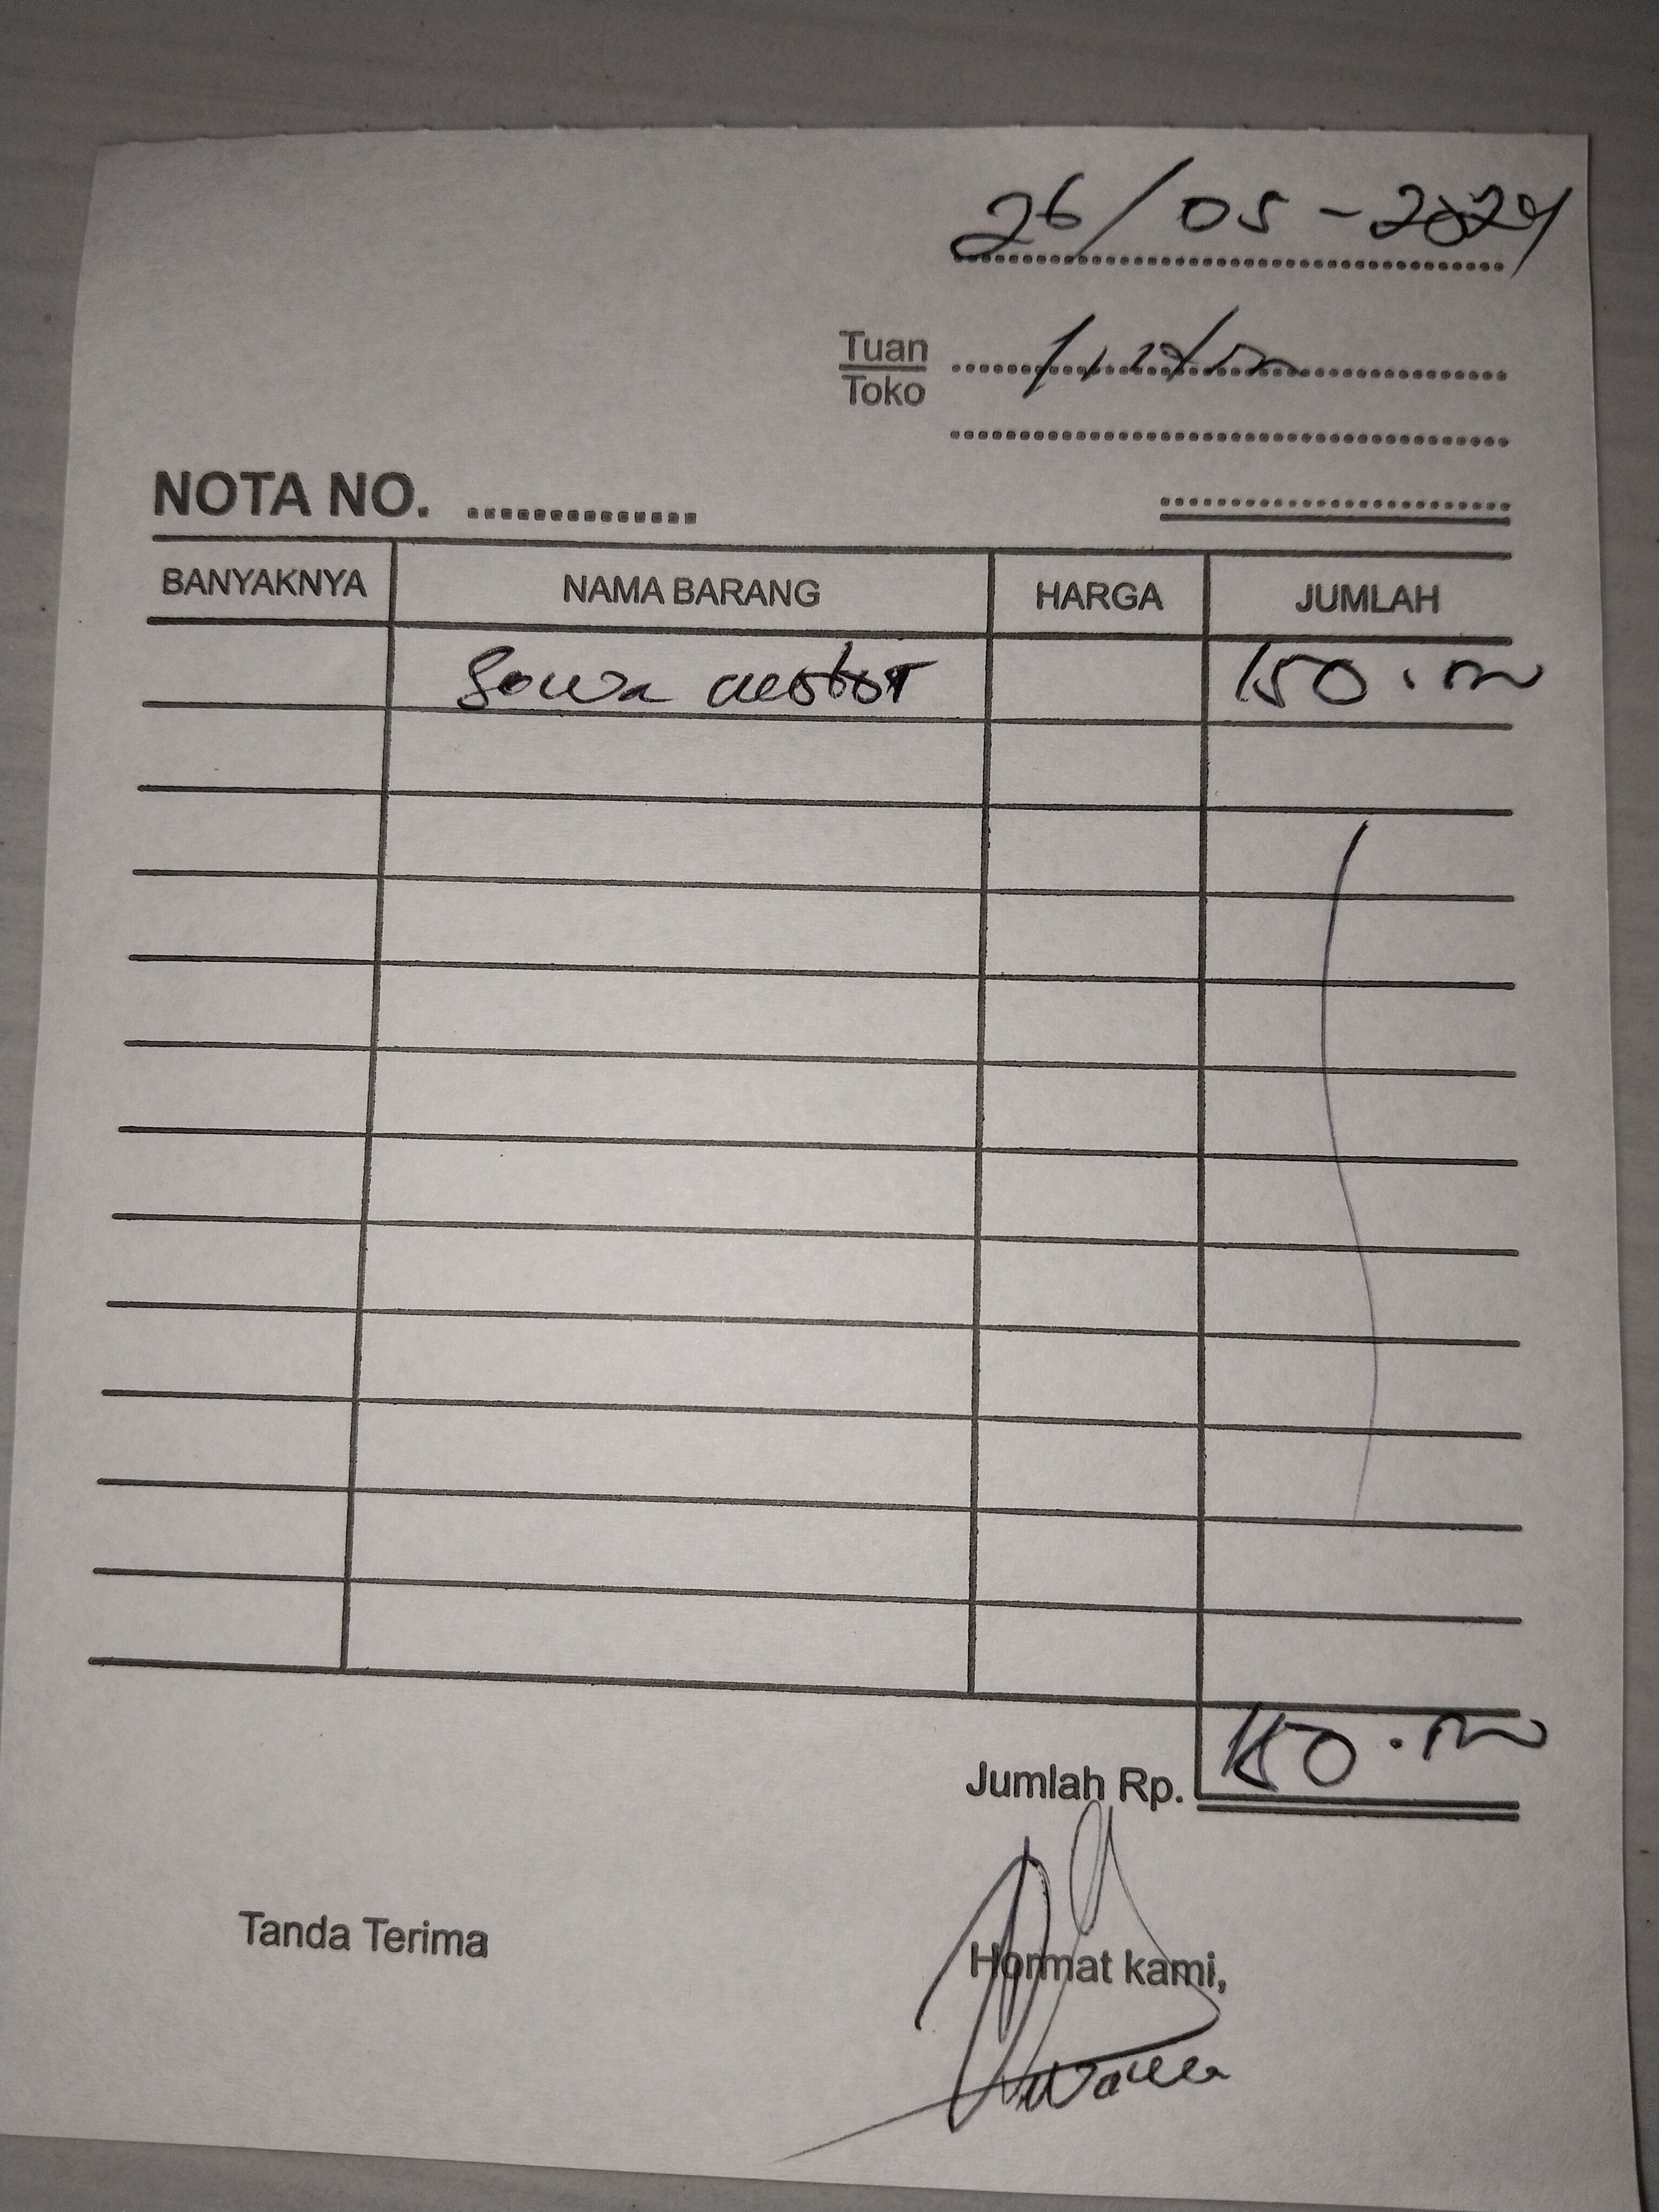 26/05-2024
Tuan
Toko
NOTA NO.
BANYAKNYA NAMA BARANG HARGA JUMLAH
Sewa motor 150.000
Jumlah Rp. 150.000
Tanda Terima
Hormat kami,